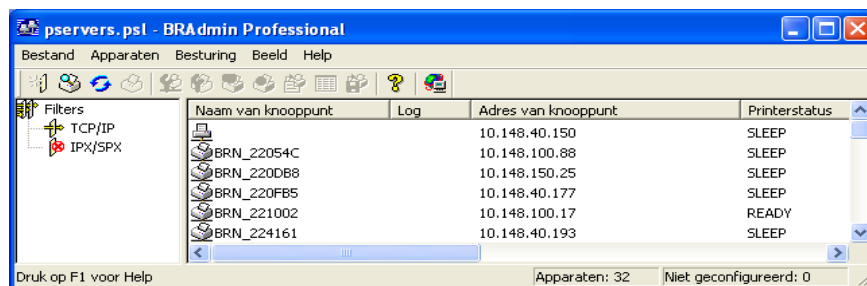 pservers.psl - BRAdmin Professional
Bestand Apparaten Besturing Beeld Help
Filters
TCP/IP
IPX/SPX
Naam van knooppunt Log Adres van knooppunt Printerstatus
10.148.40.150 SLEEP
BRN_22054C 10.148.100.88 SLEEP
BRN_220DB8 10.148.150.25 SLEEP
BRN_220FB5 10.148.40.177 SLEEP
BRN_221002 10.148.100.17 READY
BRN_224161 10.148.40.193 SLEEP
Druk op F1 voor Help Apparaten: 32 Niet geconfigureerd: 0